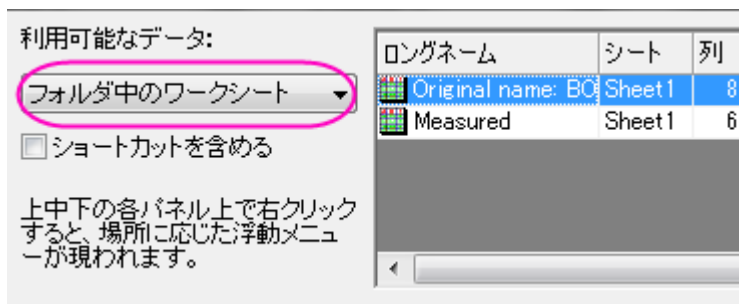 利用可能なデータ:
フォルダ中のワークシート
ショートカットを含める
上中下の各パネル上で右クリック
すると、場所に応じた浮動メニュ
ーが現われます。
ロングネーム シート 列
Original name: BO Sheet1 8
Measured Sheet1 6